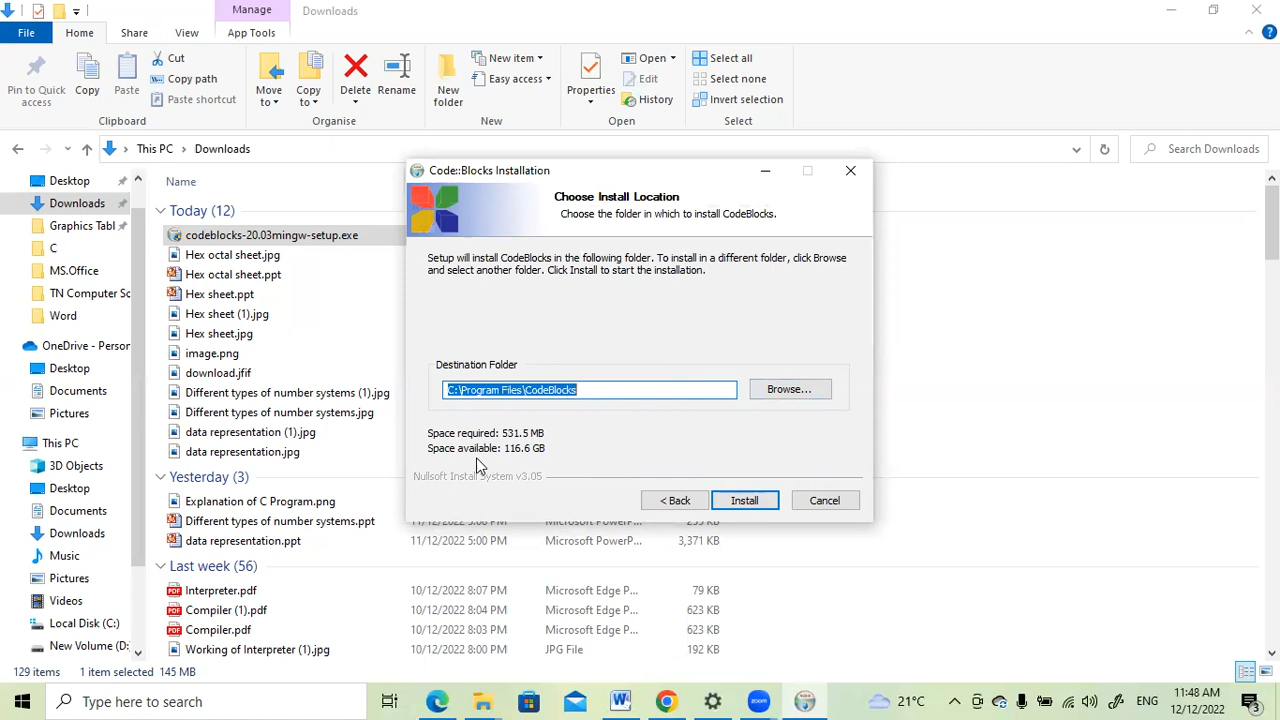 Manage
Downloads
File
Home
Share
View
App Tools
Pin to Quick access
Copy
Paste
Cut
Copy path
Paste shortcut
Clipboard
Move to
Copy to
Delete
Rename
Organise
New folder
New item
Easy access
New
Properties
Open
Edit
History
Open
Select all
Select none
Invert selection
Select
This PC
Downloads
Search Downloads
Desktop
Downloads
Graphics Tabl
C
MS.Office
TN Computer Sc
Word
OneDrive - Person
Desktop
Documents
Pictures
This PC
3D Objects
Desktop
Documents
Downloads
Music
Pictures
Videos
Local Disk (C:)
New Volume (D:
Name
Today (12)
codeblocks-20.03mingw-setup.exe
Hex octal sheet.jpg
Hex octal sheet.ppt
Hex sheet.ppt
Hex sheet (1).jpg
Hex sheet.jpg
image.png
download.jfif
Different types of number systems (1).jpg
Different types of number systems.jpg
data representation (1).jpg
data representation.jpg
Yesterday (3)
Explanation of C Program.png
Different types of number systems.ppt
data representation.ppt 11/12/2022 5:00 PM Microsoft PowerP... 3,371 KB
Last week (56)
Interpreter.pdf 10/12/2022 8:07 PM Microsoft Edge P... 79 KB
Compiler (1).pdf 10/12/2022 8:04 PM Microsoft Edge P... 623 KB
Compiler.pdf 10/12/2022 8:03 PM Microsoft Edge P... 623 KB
Working of Interpreter (1).jpg 10/12/2022 8:00 PM JPG File 192 KB
Code::Blocks Installation
Choose Install Location
Choose the folder in which to install CodeBlocks.
Setup will install CodeBlocks in the following folder. To install in a different folder, click Browse
and select another folder. Click Install to start the installation.
Destination Folder
C:\Program Files\CodeBlocks
Browse...
Space required: 531.5 MB
Space available: 116.6 GB
Nullsoft Install System v3.05
< Back
Install
Cancel
129 items
1 item selected
145 MB
Type here to search
21°C
ENG
11:48 AM
12/12/2022
3